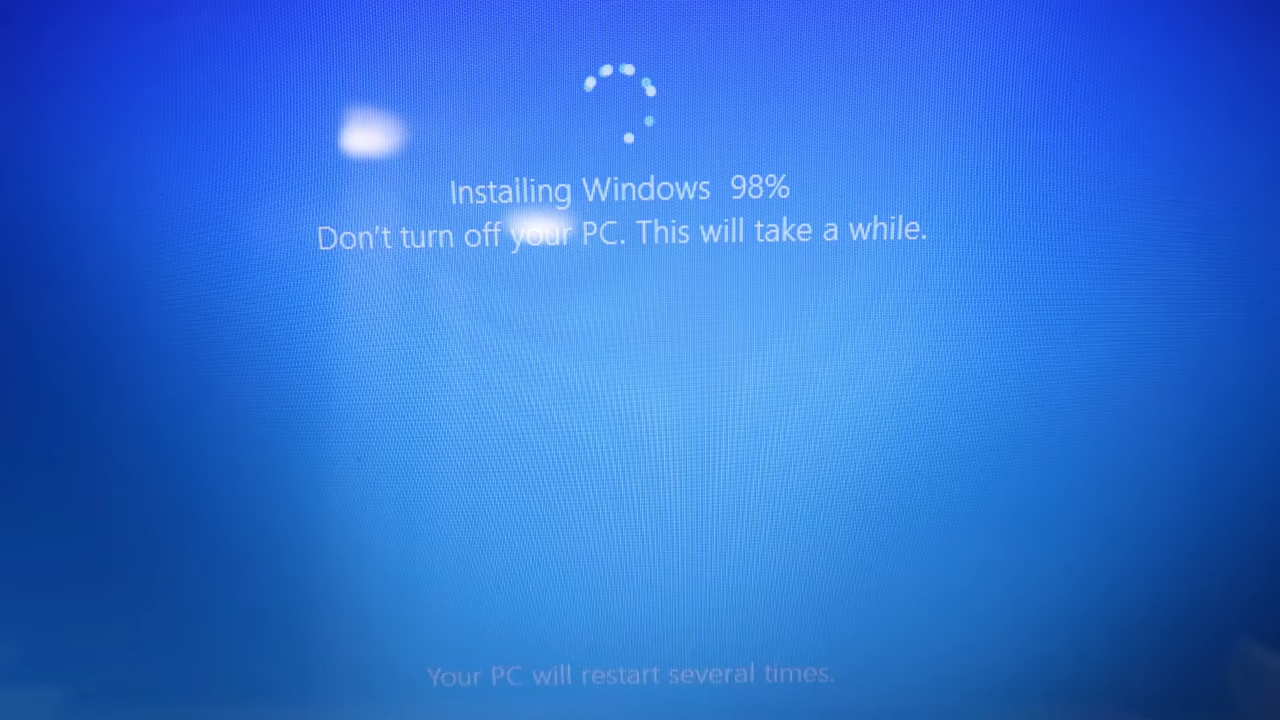 Installing Windows 98%
Don't turn off your PC. This will take a while.
Your PC will restart several times.